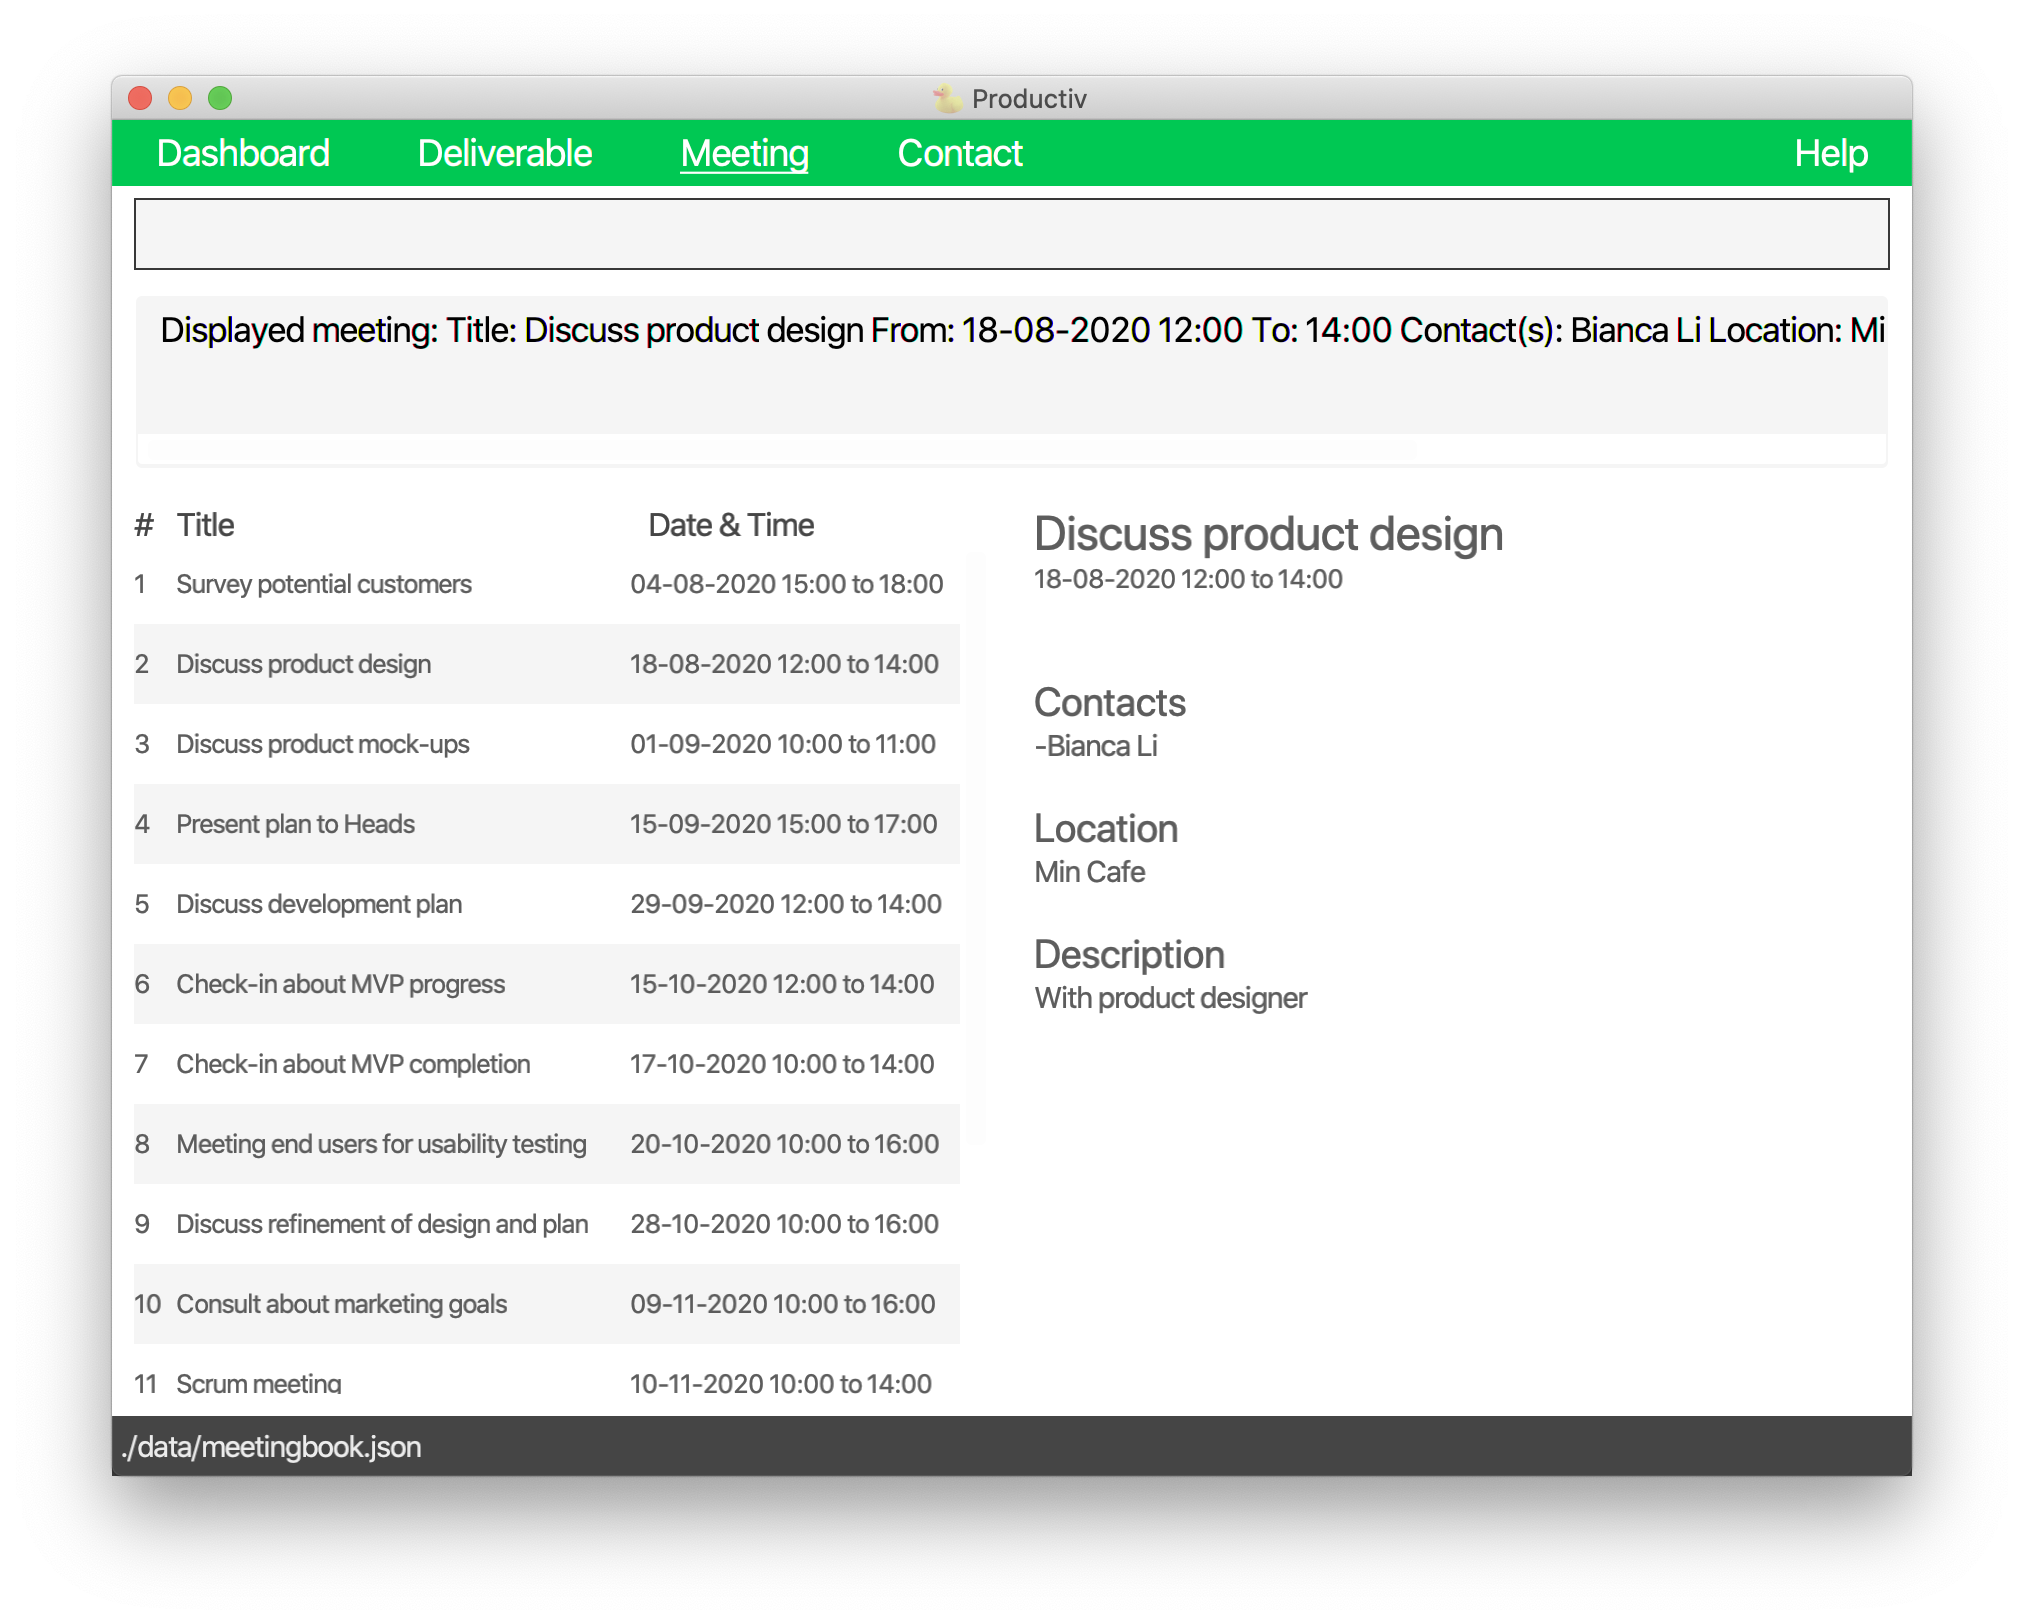 Productiv
Dashboard Deliverable Meeting Contact Help
Displayed meeting: Title: Discuss product design From: 18-08-2020 12:00 To: 14:00 Contact(s): Bianca Li Location: Mi
# Title Date & Time
1 Survey potential customers 04-08-2020 15:00 to 18:00
2 Discuss product design 18-08-2020 12:00 to 14:00
3 Discuss product mock-ups 01-09-2020 10:00 to 11:00
4 Present plan to Heads 15-09-2020 15:00 to 17:00
5 Discuss development plan 29-09-2020 12:00 to 14:00
6 Check-in about MVP progress 15-10-2020 12:00 to 14:00
7 Check-in about MVP completion 17-10-2020 10:00 to 14:00
8 Meeting end users for usability testing 20-10-2020 10:00 to 16:00
9 Discuss refinement of design and plan 28-10-2020 10:00 to 16:00
10 Consult about marketing goals 09-11-2020 10:00 to 16:00
11 Scrum meeting 10-11-2020 10:00 to 14:00
Discuss product design
18-08-2020 12:00 to 14:00
Contacts
-Bianca Li
Location
Min Cafe
Description
With product designer
./data/meetingbook.json